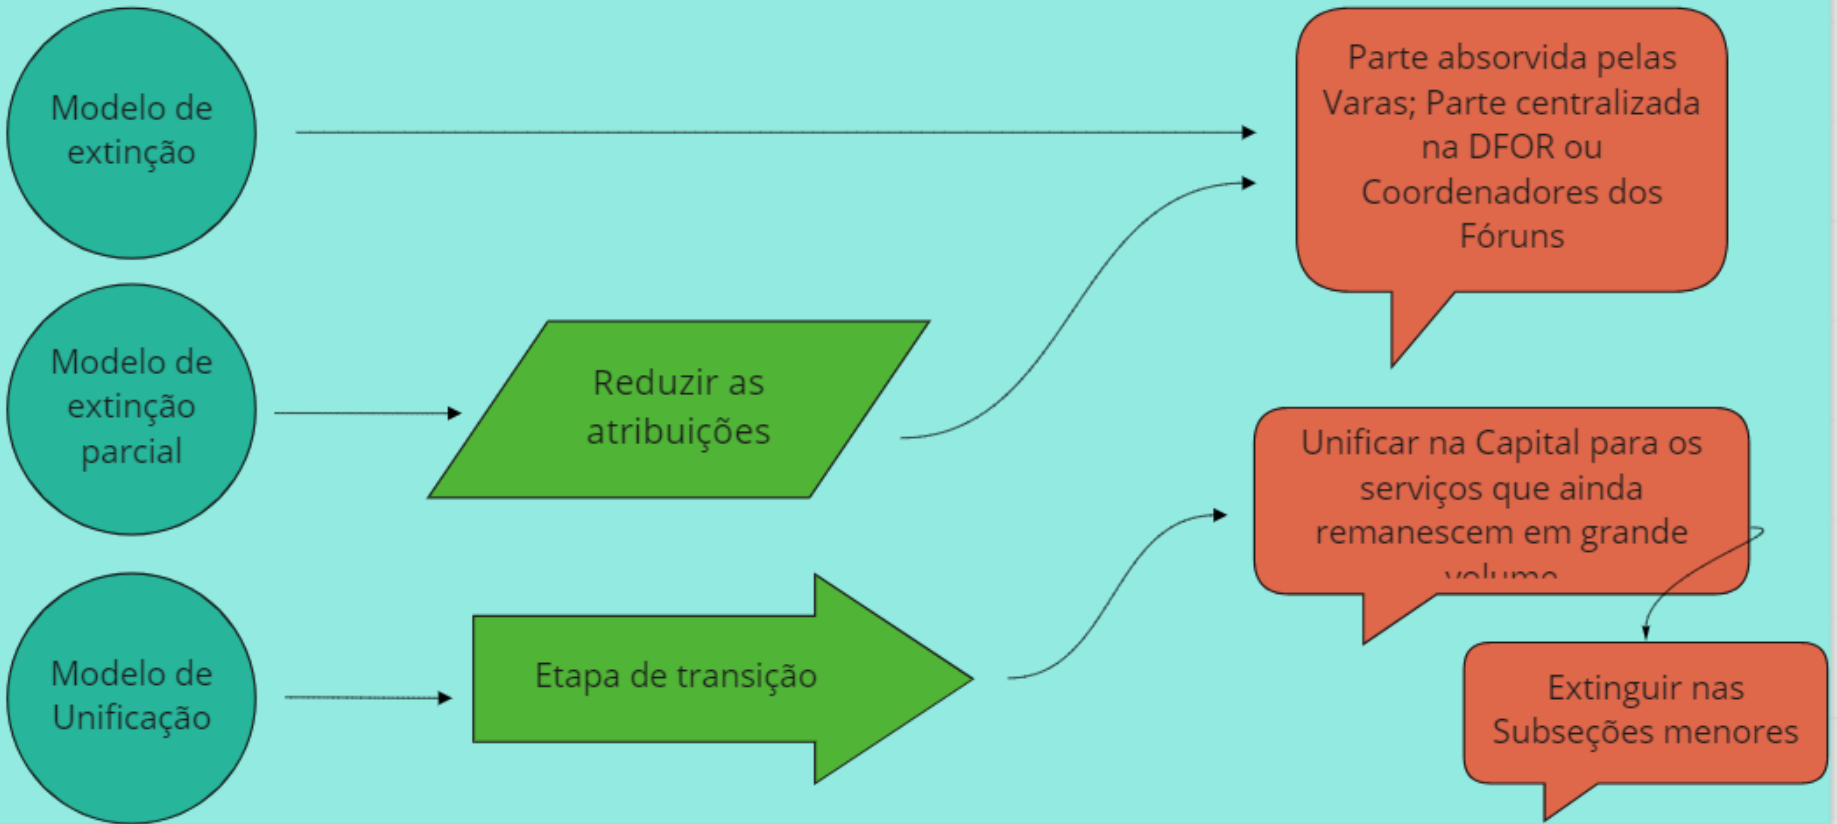 Modelo de
extinção
Parte absorvida pelas
Varas; Parte centralizada
na DFOR ou
Coordenadores dos
Fóruns
Modelo de
extinção
parcial
Reduzir as
atribuições
Unificar na Capital para os
serviços que ainda
remanescem em grande
volume
Modelo de
Unificação
Etapa de transição
Extinguir nas
Subseções menores